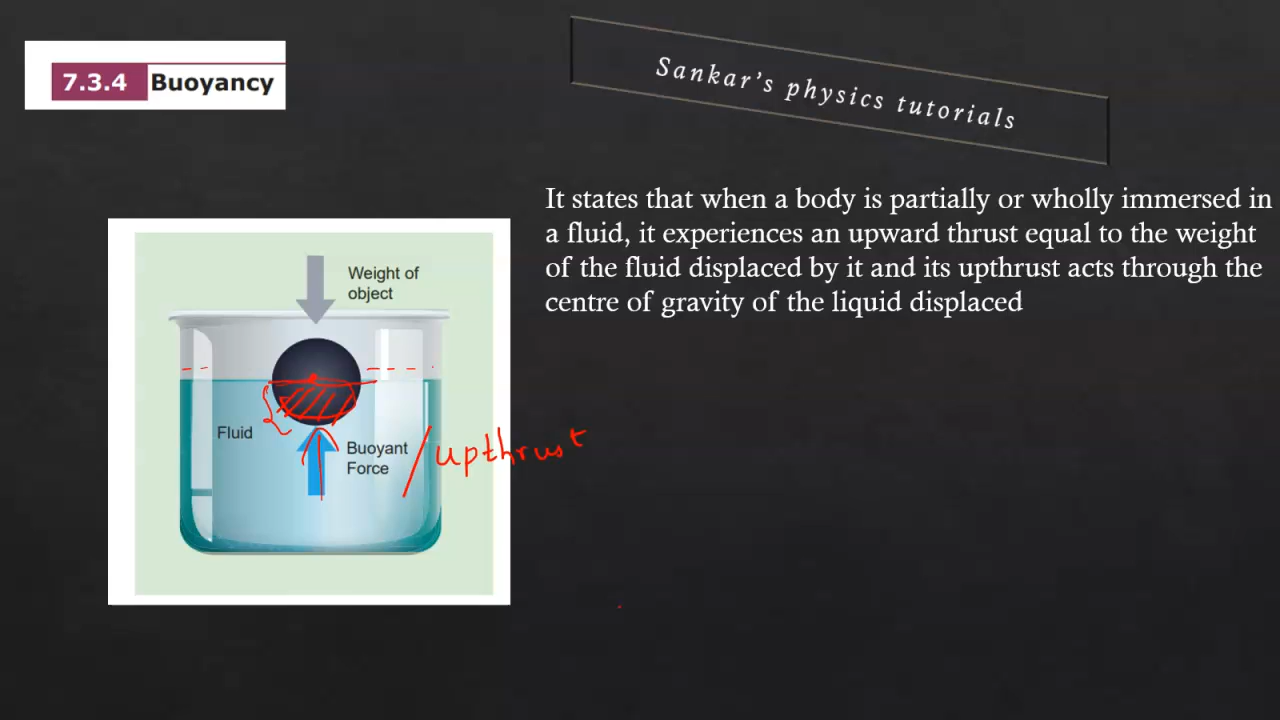 7.3.4 Buoyancy
Sankar's physics tutorials
It states that when a body is partially or wholly immersed in
a fluid, it experiences an upward thrust equal to the weight
of the fluid displaced by it and its upthrust acts through the
centre of gravity of the liquid displaced
Weight of
object
Fluid
Buoyant
Force
/ upthrust